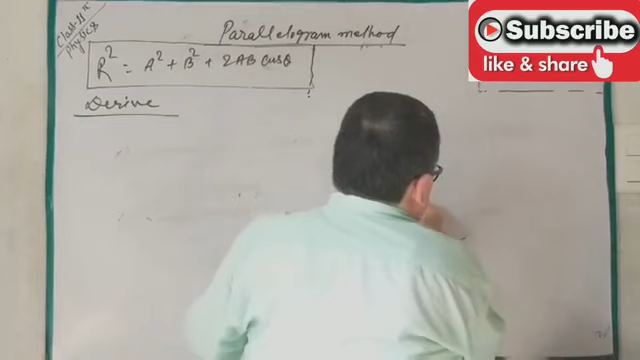 Class-11th
Physics
Parallelogram method
R² = A² + B² + 2AB cosθ
Derive
Subscribe
like & share